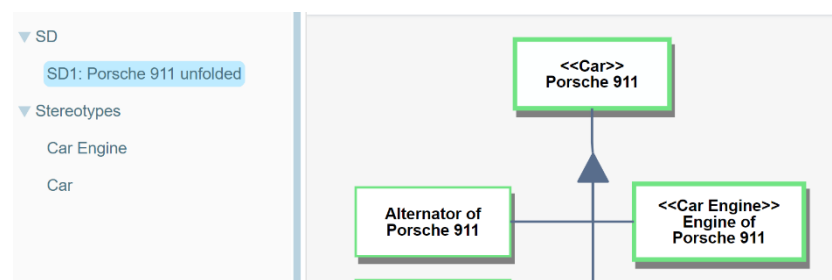 SD
SD1: Porsche 911 unfolded
Stereotypes
Car Engine
Car
<<Car>>
Porsche 911
Alternator of
Porsche 911
<<Car Engine>>
Engine of
Porsche 911